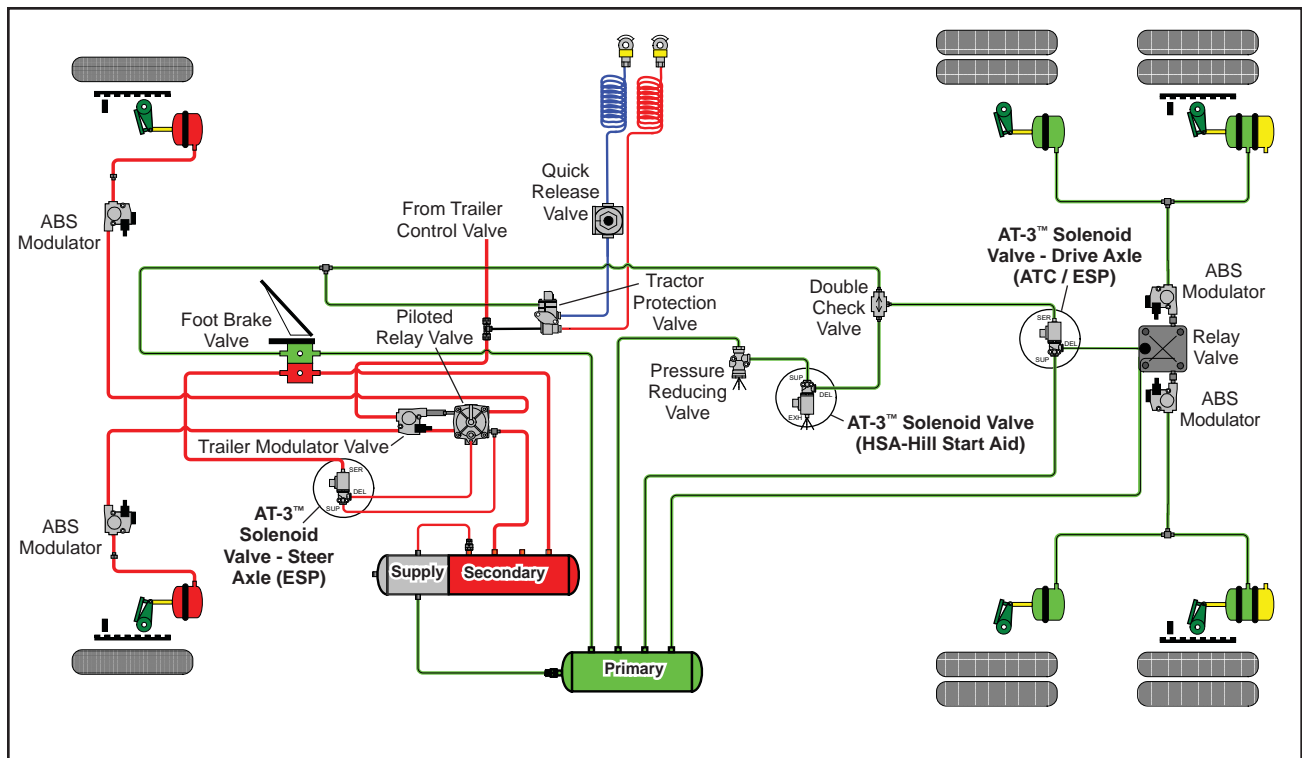 Quick
Release
Valve
From Trailer
Control Valve
ABS
Modulator
AT-3™ Solenoid
Valve - Drive Axle
(ATC / ESP)
ABS
Modulator
Tractor
Protection
Valve
Double
Check
Valve
Foot Brake
Valve
Piloted
Relay Valve
SER
DEL
SUP
Relay
Valve
Pressure
Reducing
Valve
SUP
DEL
EXH
ABS
Modulator
AT-3™ Solenoid Valve
(HSA-Hill Start Aid)
Trailer Modulator Valve
SER
DEL
SUP
AT-3™
Solenoid
Valve - Steer
Axle (ESP)
ABS
Modulator
Supply
Secondary
Primary